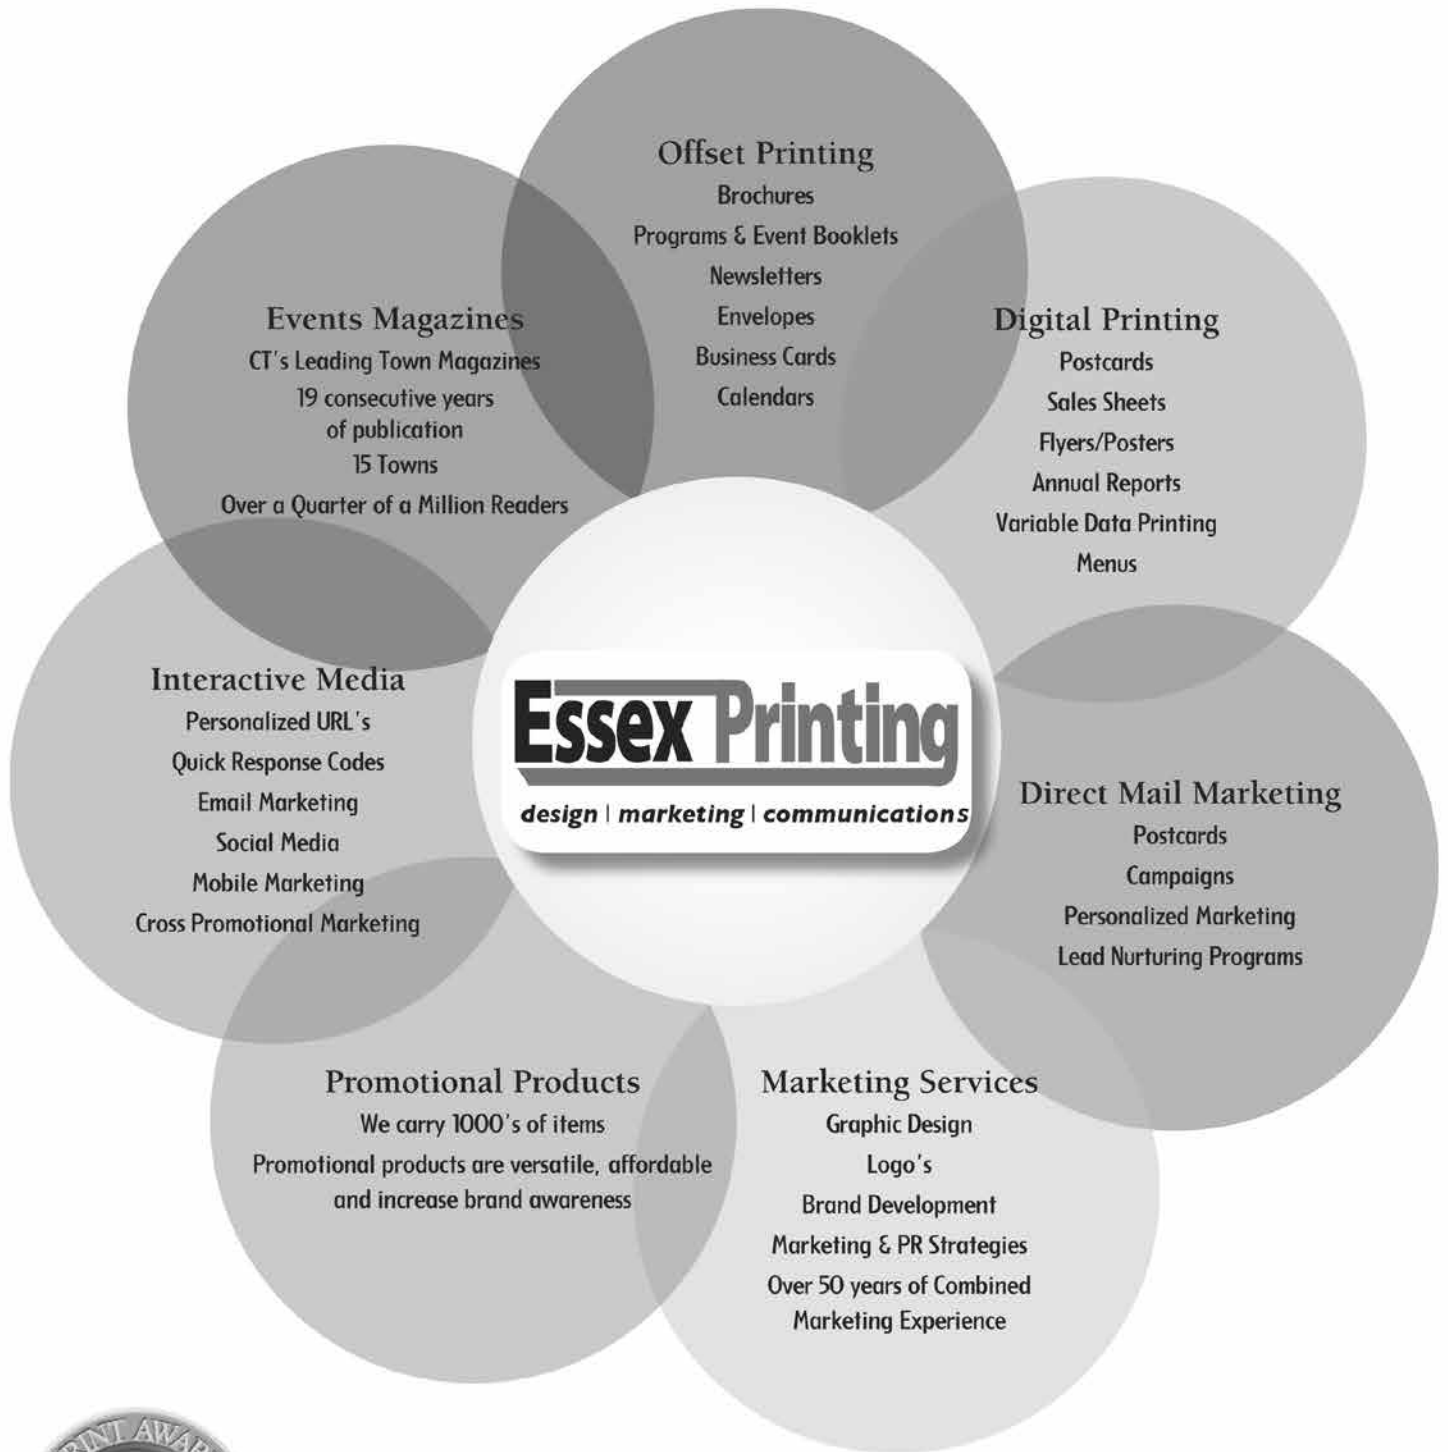 Offset Printing
Brochures
Programs & Event Booklets
Newsletters
Envelopes
Business Cards
Calendars
Events Magazines
CT's Leading Town Magazines
19 consecutive years
of publication
15 Towns
Over a Quarter of a Million Readers
Digital Printing
Postcards
Sales Sheets
Flyers/Posters
Annual Reports
Variable Data Printing
Menus
Interactive Media
Personalized URL's
Quick Response Codes
Email Marketing
Social Media
Mobile Marketing
Cross Promotional Marketing
Essex Printing
design | marketing | communications
Direct Mail Marketing
Postcards
Campaigns
Personalized Marketing
Lead Nurturing Programs
Promotional Products
We carry 1000's of items
Promotional products are versatile, affordable
and increase brand awareness
Marketing Services
Graphic Design
Logo's
Brand Development
Marketing & PR Strategies
Over 50 years of Combined
Marketing Experience